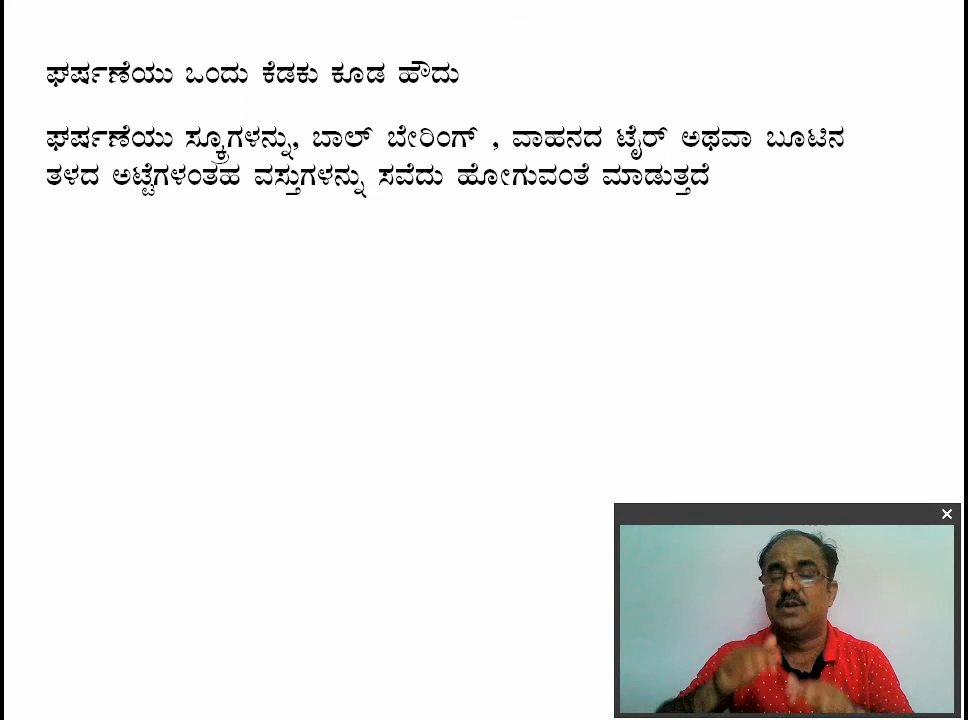 ಘರ್ಷಣೆಯು ಒಂದು ಕೆಡಕು ಕೂಡ ಹೌದು
ಘರ್ಷಣೆಯು ಸ್ಕ್ರೂಗಳನ್ನು, ಬಾಲ್ ಬೇರಿಂಗ್ , ವಾಹನದ ಟೈರ್ ಅಥವಾ ಬೂಟಿನ
ತಳದ ಅಟ್ಟೆಗಳಂತಹ ವಸ್ತುಗಳನ್ನು ಸವೆದು ಹೋಗುವಂತೆ ಮಾಡುತ್ತದೆ